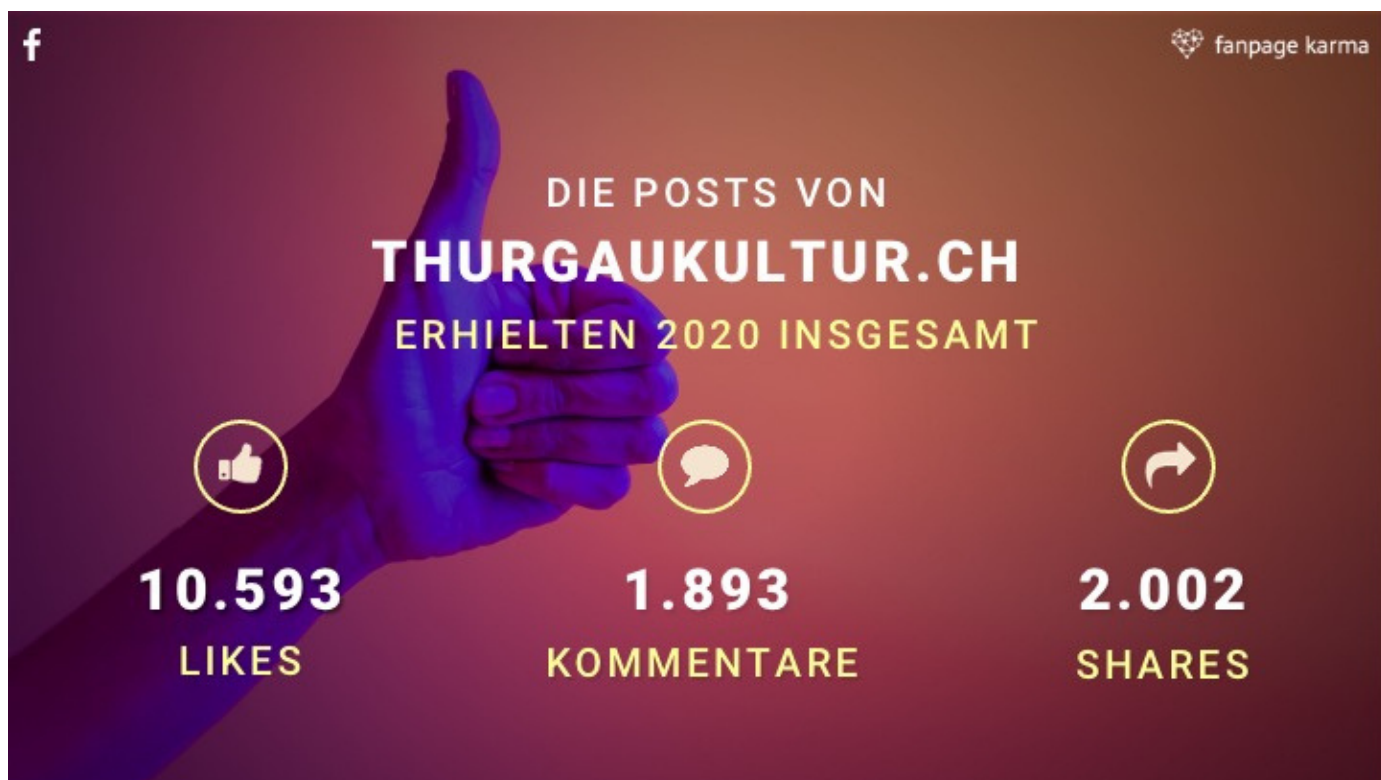 f
fanpage karma
DIE POSTS VON
THURGAUKULTUR.CH
ERHIELTEN 2020 INSGESAMT
10.593
1.893
2.002
LIKES
KOMMENTARE
SHARES